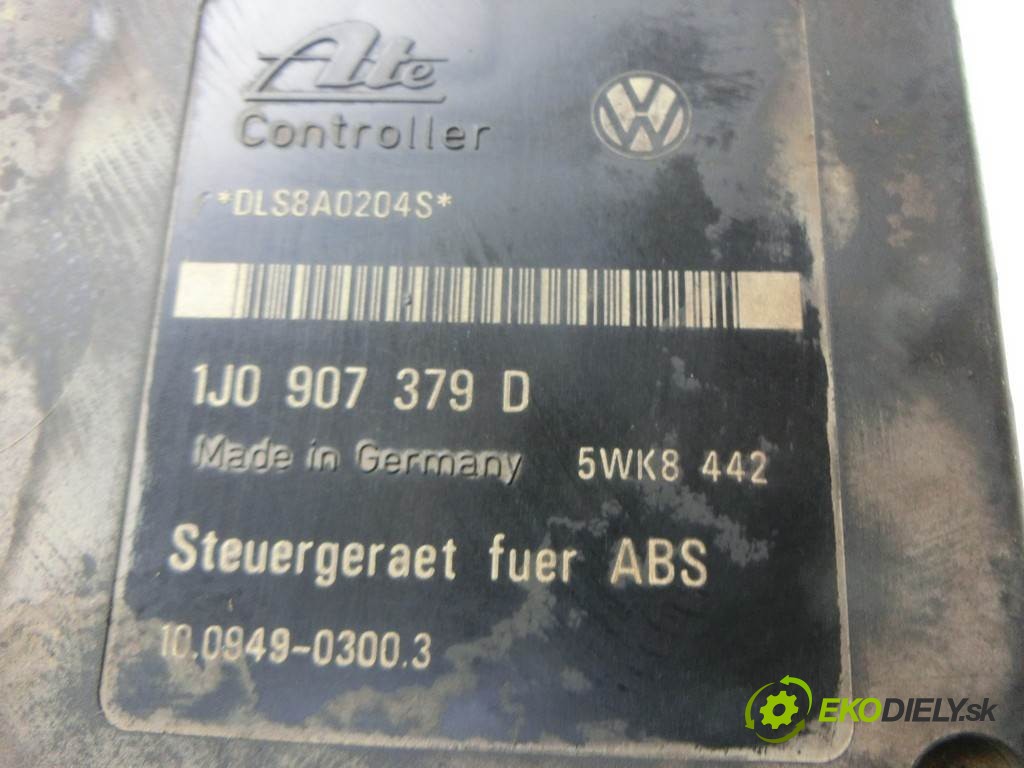 Ate
Controller
VW
*DLS8A0204S*
1J0 907 379 D
Made in Germany 5WK8 442
Steuergeraet fuer ABS
10.0949-0300.3
EKODIELY.sk